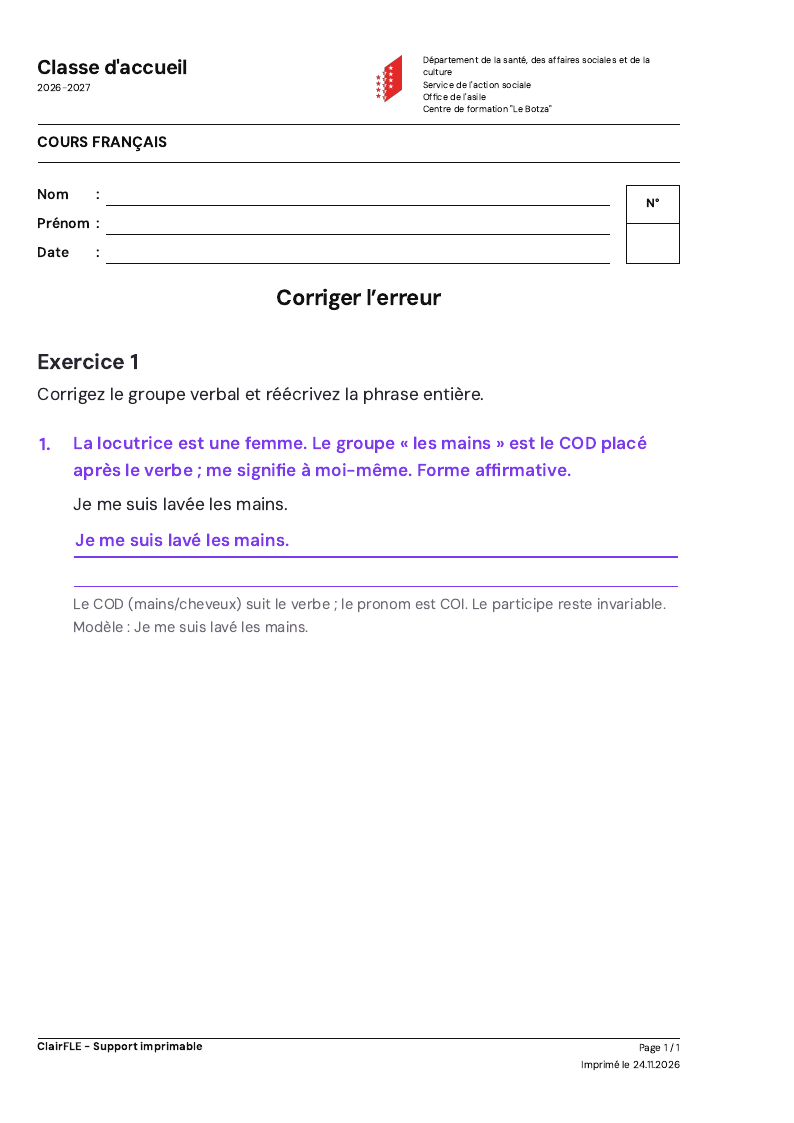 Classe d'accueil
2026-2027
Département de la santé, des affaires sociales et de la
culture
Service de l'action sociale
Office de l'asile
Centre de formation "Le Botza"
COURS FRANÇAIS
Nom :
Prénom :
Date :
N°
Corriger l’erreur
Exercice 1
Corrigez le groupe verbal et réécrivez la phrase entière.
1. La locutrice est une femme. Le groupe « les mains » est le COD placé
après le verbe ; me signifie à moi-même. Forme affirmative.
Je me suis lavée les mains.
Je me suis lavé les mains.
Le COD (mains/cheveux) suit le verbe ; le pronom est COI. Le participe reste invariable.
Modèle : Je me suis lavé les mains.
ClairFLE - Support imprimable
Page 1 / 1
Imprimé le 24.11.2026